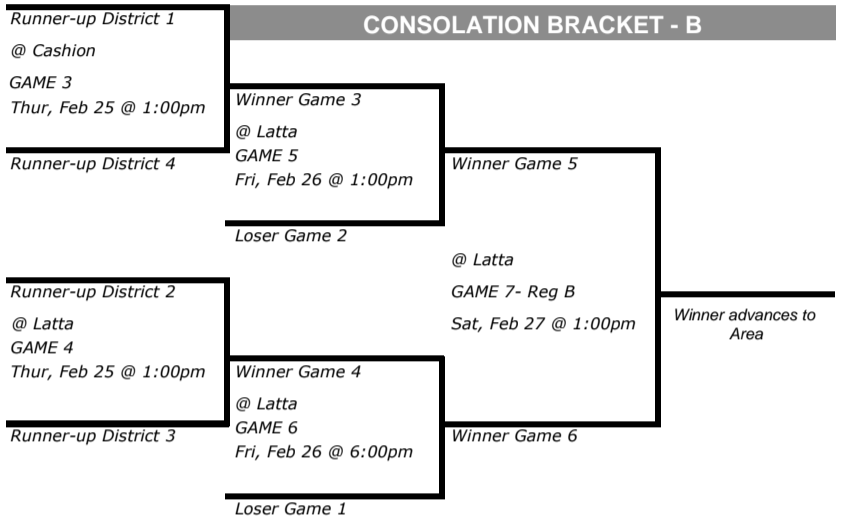 Runner-up District 1
CONSOLATION BRACKET - B
@ Cashion
GAME 3
Thur, Feb 25 @ 1:00pm
Runner-up District 4
Winner Game 3
@ Latta
GAME 5
Fri, Feb 26 @ 1:00pm
Loser Game 2
Winner Game 5
@ Latta
GAME 7- Reg B
Sat, Feb 27 @ 1:00pm
Winner Game 6
Winner advances to
Area
Runner-up District 2
@ Latta
GAME 4
Thur, Feb 25 @ 1:00pm
Runner-up District 3
Winner Game 4
@ Latta
GAME 6
Fri, Feb 26 @ 6:00pm
Loser Game 1